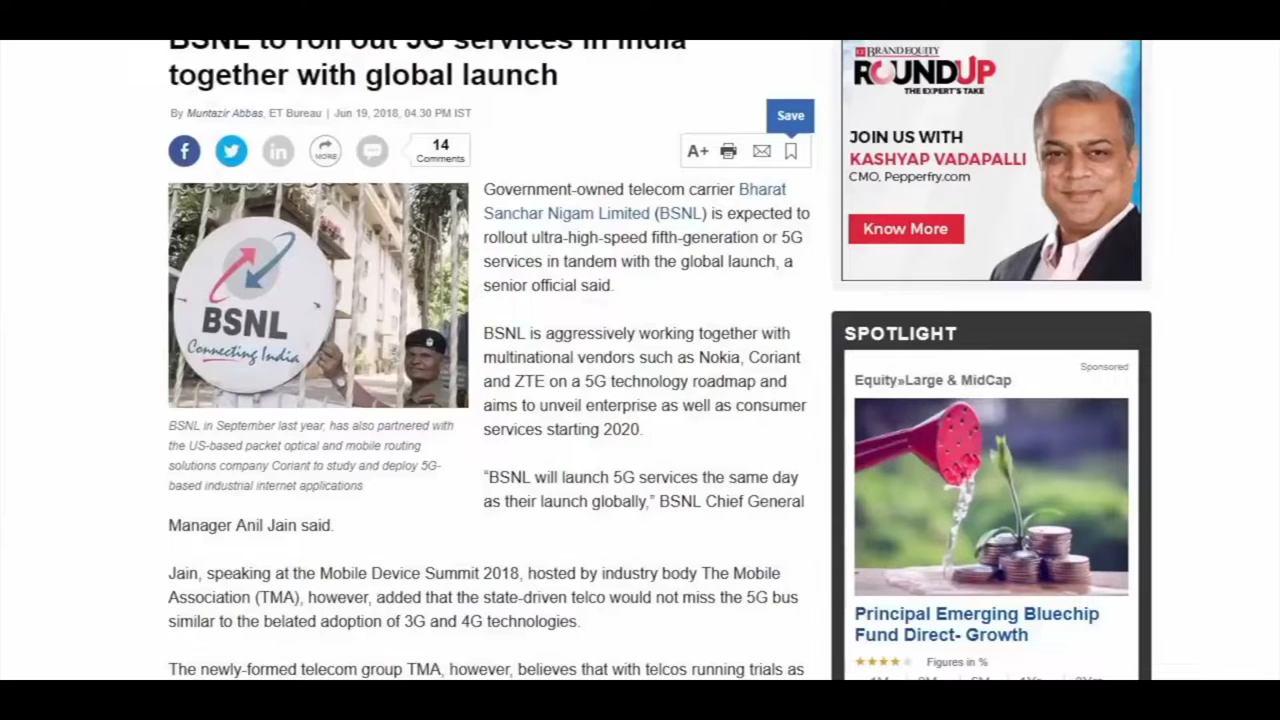 BSNL to roll out 5G services in India
together with global launch
By Muntazir Abbas, ET Bureau | Jun 19, 2018, 04.30 PM IST
Save
MORE
14
Comments
A+
BSNL
Connecting India
BSNL in September last year, has also partnered with
the US-based packet optical and mobile routing
solutions company Coriant to study and deploy 5G-
based industrial internet applications
Government-owned telecom carrier Bharat
Sanchar Nigam Limited (BSNL) is expected to
rollout ultra-high-speed fifth-generation or 5G
services in tandem with the global launch, a
senior official said.
BSNL is aggressively working together with
multinational vendors such as Nokia, Coriant
and ZTE on a 5G technology roadmap and
aims to unveil enterprise as well as consumer
services starting 2020.
“BSNL will launch 5G services the same day
as their launch globally,” BSNL Chief General
Manager Anil Jain said.
Jain, speaking at the Mobile Device Summit 2018, hosted by industry body The Mobile
Association (TMA), however, added that the state-driven telco would not miss the 5G bus
similar to the belated adoption of 3G and 4G technologies.
The newly-formed telecom group TMA, however, believes that with telcos running trials as
ET BRANDEQUITY
ROUNDUP
THE EXPERT'S TAKE
JOIN US WITH
KASHYAP VADAPALLI
CMO, Pepperfry.com
Know More
SPOTLIGHT
Sponsored
Equity»Large & MidCap
Principal Emerging Bluechip
Fund Direct- Growth
Figures in %